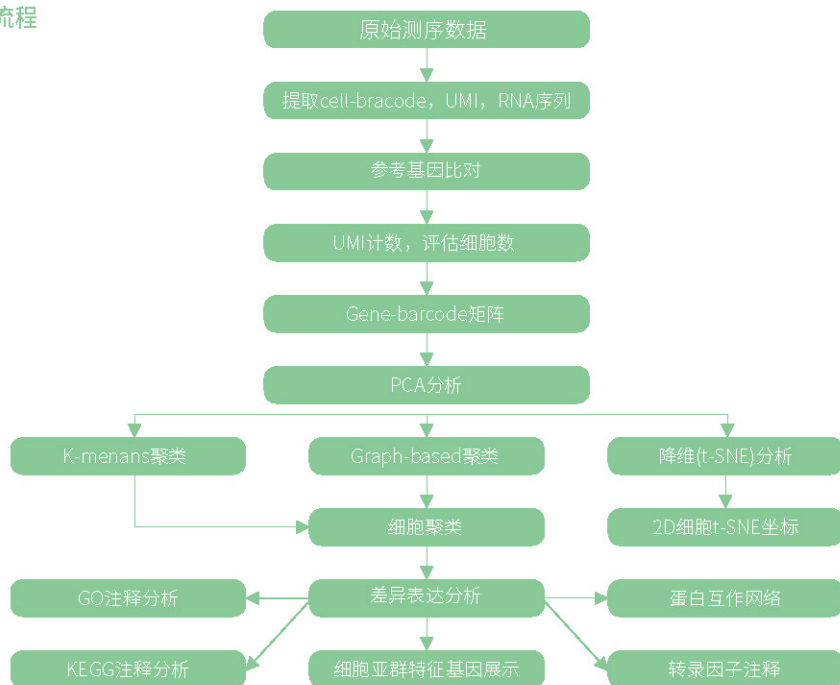 流程
原始测序数据
提取cell-bracode，UMI，RNA序列
参考基因比对
UMI计数，评估细胞数
Gene-barcode矩阵
PCA分析
K-menans聚类
Graph-based聚类
降维(t-SNE)分析
细胞聚类
2D细胞t-SNE坐标
GO注释分析
差异表达分析
蛋白互作网络
KEGG注释分析
细胞亚群特征基因展示
转录因子注释